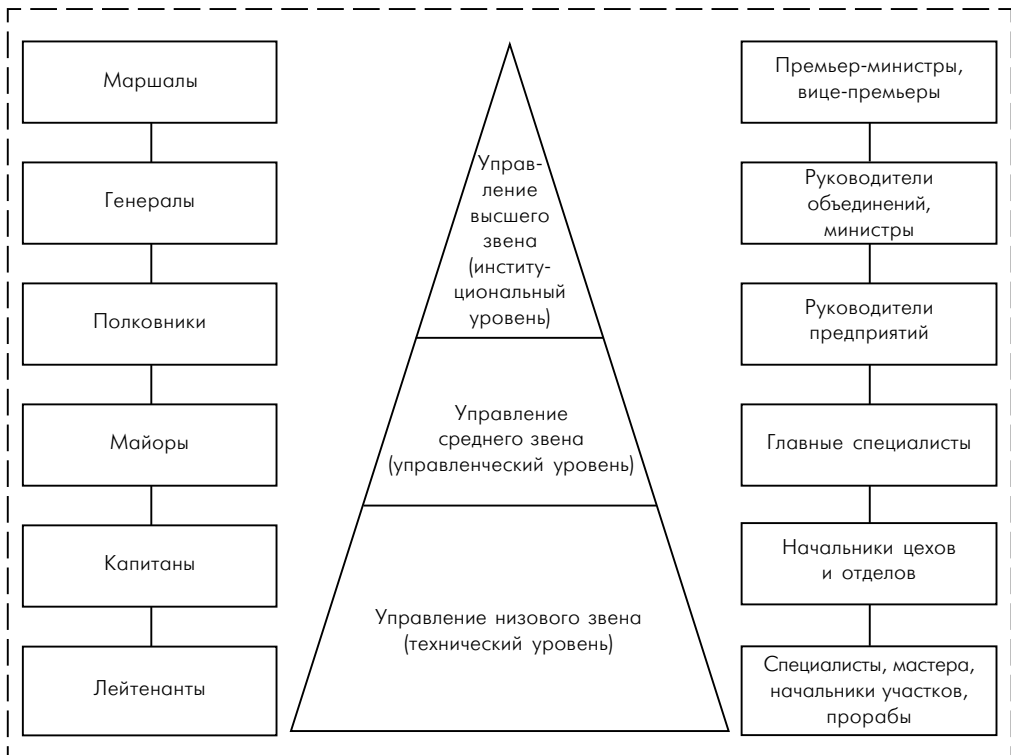 Маршалы
Генералы
Полковники
Майоры
Капитаны
Лейтенанты
Управ-
ление
высшего
звена
(институ-
циональный
уровень)
Управление
среднего звена
(управленческий уровень)
Управление низового звена
(технический уровень)
Премьер-министры,
вице-премьеры
Руководители
объединений,
министры
Руководители
предприятий
Главные специалисты
Начальники цехов
и отделов
Специалисты, мастера,
начальники участков,
прорабы